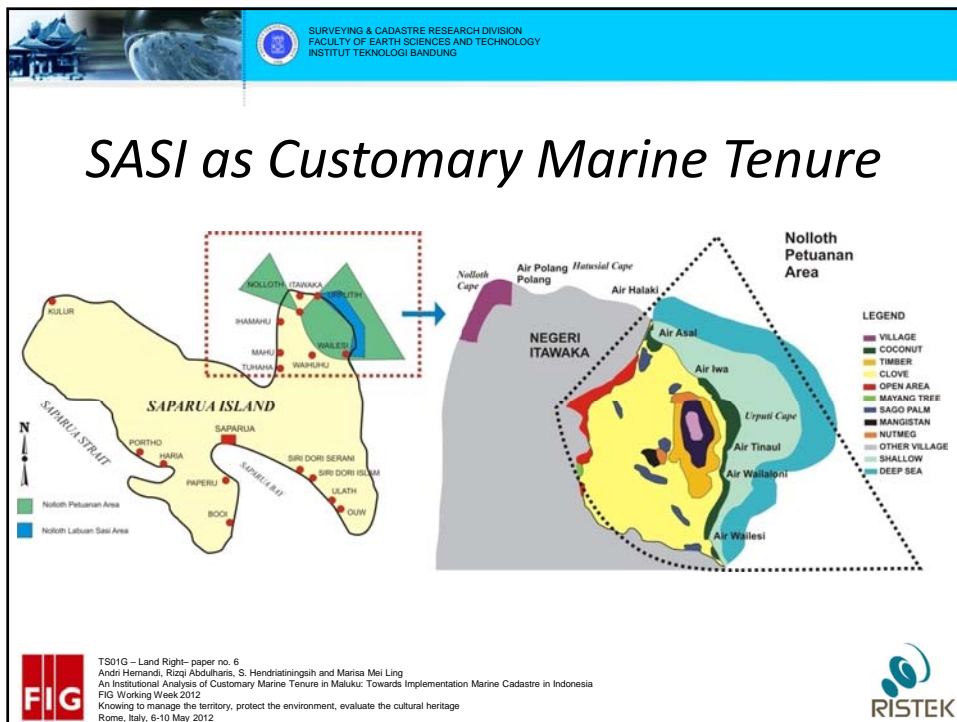 SURVEYING & CADASTRE RESEARCH DIVISION
FACULTY OF EARTH SCIENCES AND TECHNOLOGY
INSTITUT TEKNOLOGI BANDUNG
SASI as Customary Marine Tenure
KULUR
NOLLOTH
ITAWAKA
URPUTIH
IHAMAHU
MAHU
WAILESI
TUHAHA
WAIHUHU
SAPARUA ISLAND
SAPARUA STRAIT
N
SAPARUA
PORTHO
HARIA
SAPARUA BAY
SIRI DORI SERANI
SIRI DORI ISLAM
PAPERU
ULATH
BOOI
OUW
Nolloth Petuanan Area
Nolloth Labuan Sasi Area
Nolloth
Cape
Air Polang
Polang
Hatusial Cape
Air Halaki
Nolloth
Petuanan
Area
NEGERI
ITAWAKA
Air Asal
Air Iwa
Urputi Cape
Air Tinaul
Air Wailaloni
Air Wailesi
LEGEND
VILLAGE
COCONUT
TIMBER
CLOVE
OPEN AREA
MAYANG TREE
SAGO PALM
MANGISTAN
NUTMEG
OTHER VILLAGE
SHALLOW
DEEP SEA
FIG
TS01G – Land Right– paper no. 6
Andri Hernandi, Rizqi Abdulharis, S. Hendriatiningsih and Marisa Mei Ling
An Institutional Analysis of Customary Marine Tenure in Maluku: Towards Implementation Marine Cadastre in Indonesia
FIG Working Week 2012
Knowing to manage the territory, protect the environment, evaluate the cultural heritage
Rome, Italy, 6-10 May 2012
RISTEK